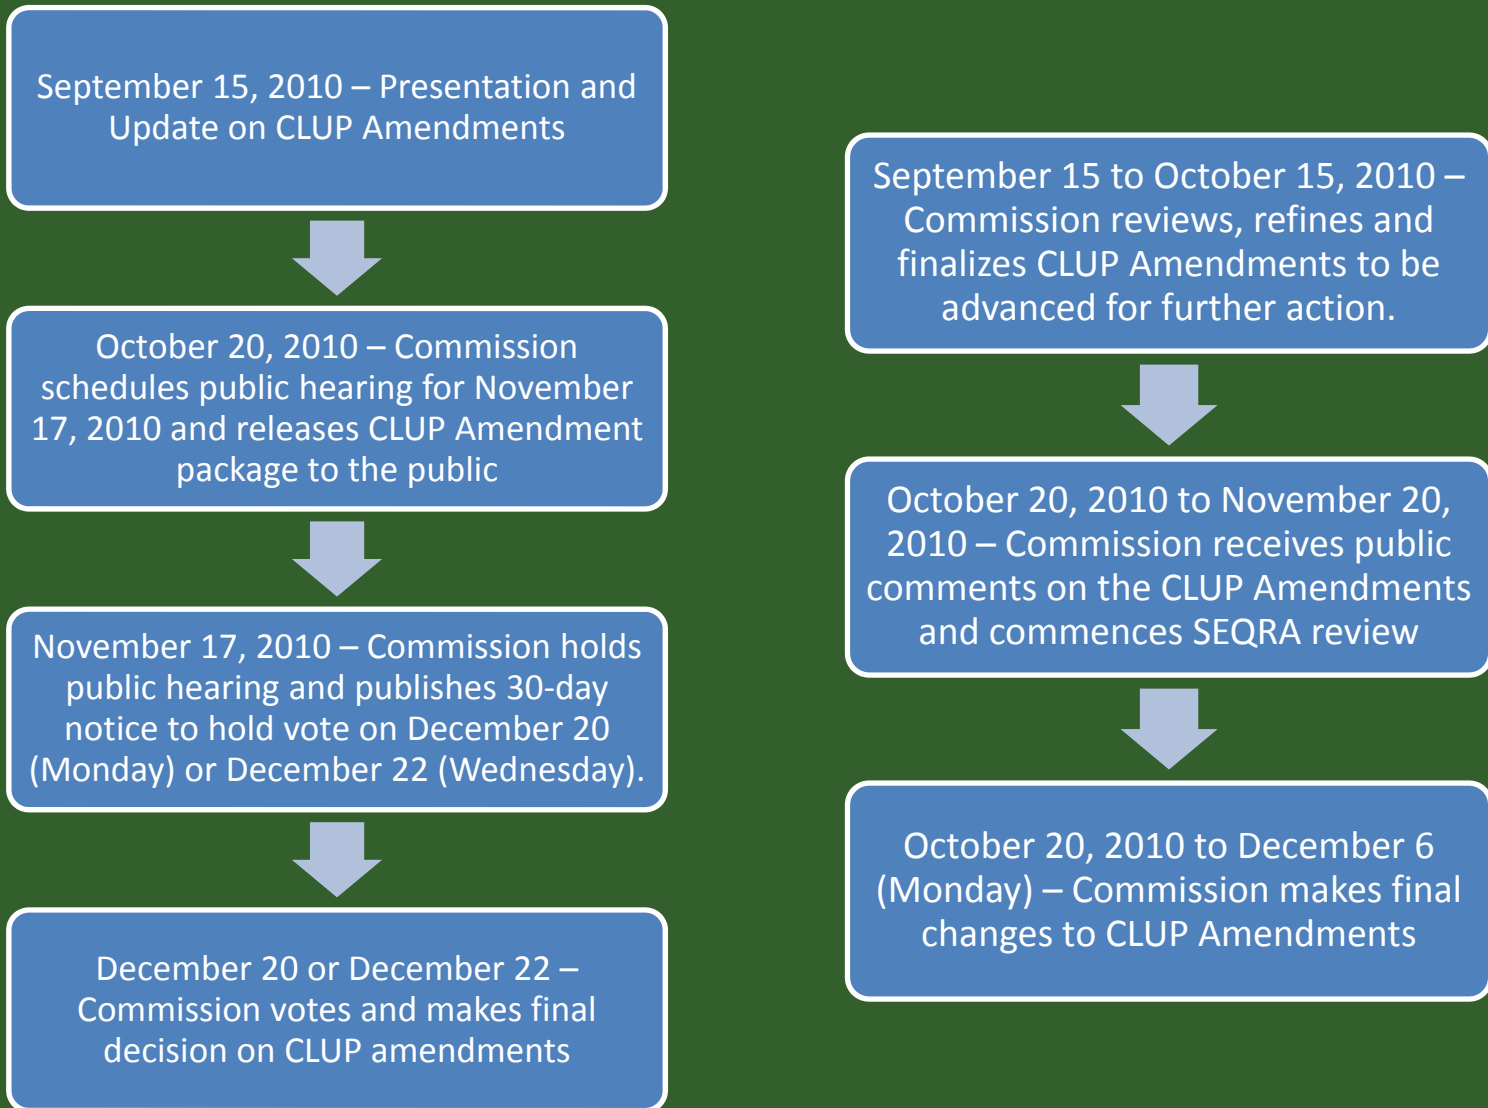 September 15, 2010 – Presentation and
Update on CLUP Amendments
October 20, 2010 – Commission
schedules public hearing for November
17, 2010 and releases CLUP Amendment
package to the public
November 17, 2010 – Commission holds
public hearing and publishes 30-day
notice to hold vote on December 20
(Monday) or December 22 (Wednesday).
December 20 or December 22 –
Commission votes and makes final
decision on CLUP amendments
September 15 to October 15, 2010 –
Commission reviews, refines and
finalizes CLUP Amendments to be
advanced for further action.
October 20, 2010 to November 20,
2010 – Commission receives public
comments on the CLUP Amendments
and commences SEQRA review
October 20, 2010 to December 6
(Monday) – Commission makes final
changes to CLUP Amendments